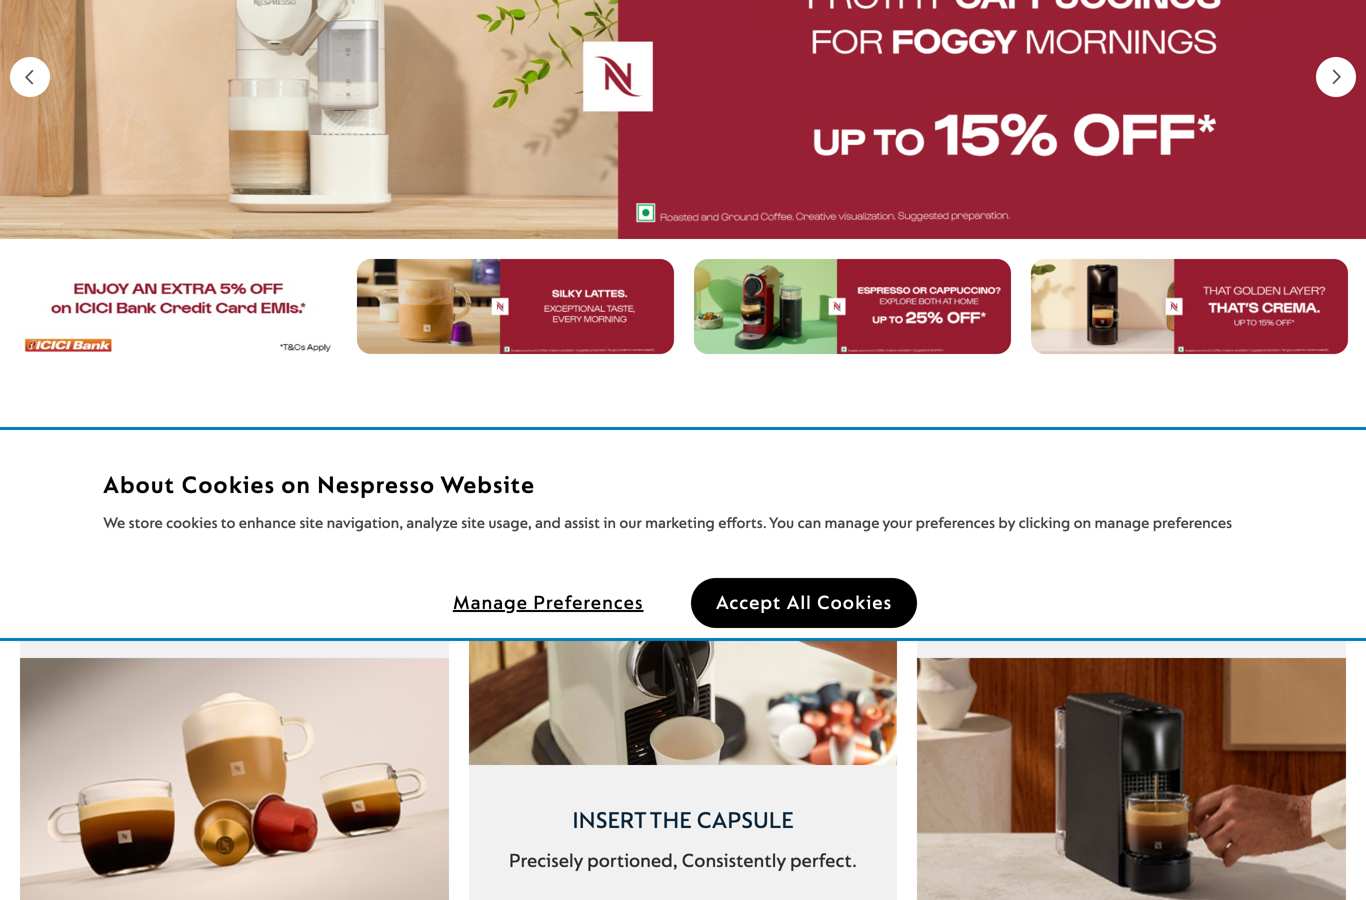 FROTHY CAPPUCCINOS
FOR FOGGY MORNINGS
UP TO 15% OFF*
Roasted and Ground Coffee. Creative visualization. Suggested preparation.
ENJOY AN EXTRA 5% OFF
on ICICI Bank Credit Card EMIs.*
ICICI Bank
*T&Cs Apply
SILKY LATTES.
EXCEPTIONAL TASTE,
EVERY MORNING
ESPRESSO OR CAPPUCCINO?
EXPLORE BOTH AT HOME
UP TO 25% OFF*
THAT GOLDEN LAYER?
THAT'S CREMA.
UP TO 15% OFF*
About Cookies on Nespresso Website
We store cookies to enhance site navigation, analyze site usage, and assist in our marketing efforts. You can manage your preferences by clicking on manage preferences
Manage Preferences
Accept All Cookies
INSERT THE CAPSULE
Precisely portioned, Consistently perfect.